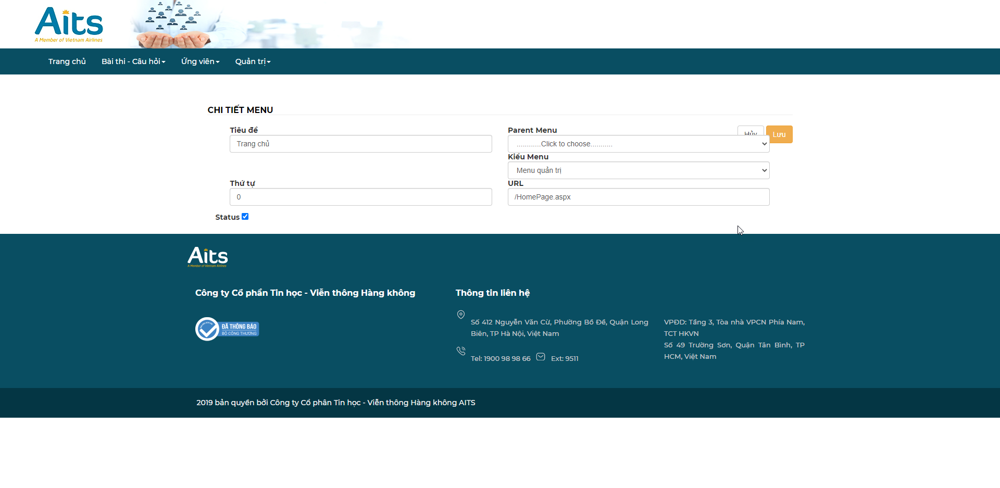 Aits
A Member of Vietnam Airlines
Trang chủ
Bài thi - Câu hỏi
Ứng viên
Quản trị
CHI TIẾT MENU
Tiêu đề
Parent Menu
Hủy
Lưu
Trang chủ
............Click to choose...........
Kiểu Menu
Menu quản trị
Thứ tự
URL
0
/HomePage.aspx
Status
Aits
A Member of Vietnam Airlines
Công ty Cổ phần Tin học - Viễn thông Hàng không
Thông tin liên hệ
ĐÃ THÔNG BÁO
BỘ CÔNG THƯƠNG
Số 412 Nguyễn Văn Cừ, Phường Bồ Đề, Quận Long
Biên, TP Hà Nội, Việt Nam
Tel: 1900 98 98 66
Ext: 9511
VPĐD: Tầng 3, Tòa nhà VPCN Phía Nam,
TCT HKVN
Số 49 Trường Sơn, Quận Tân Bình, TP
HCM, Việt Nam
2019 bản quyền bởi Công ty Cổ phân Tin học - Viễn thông Hàng không AITS